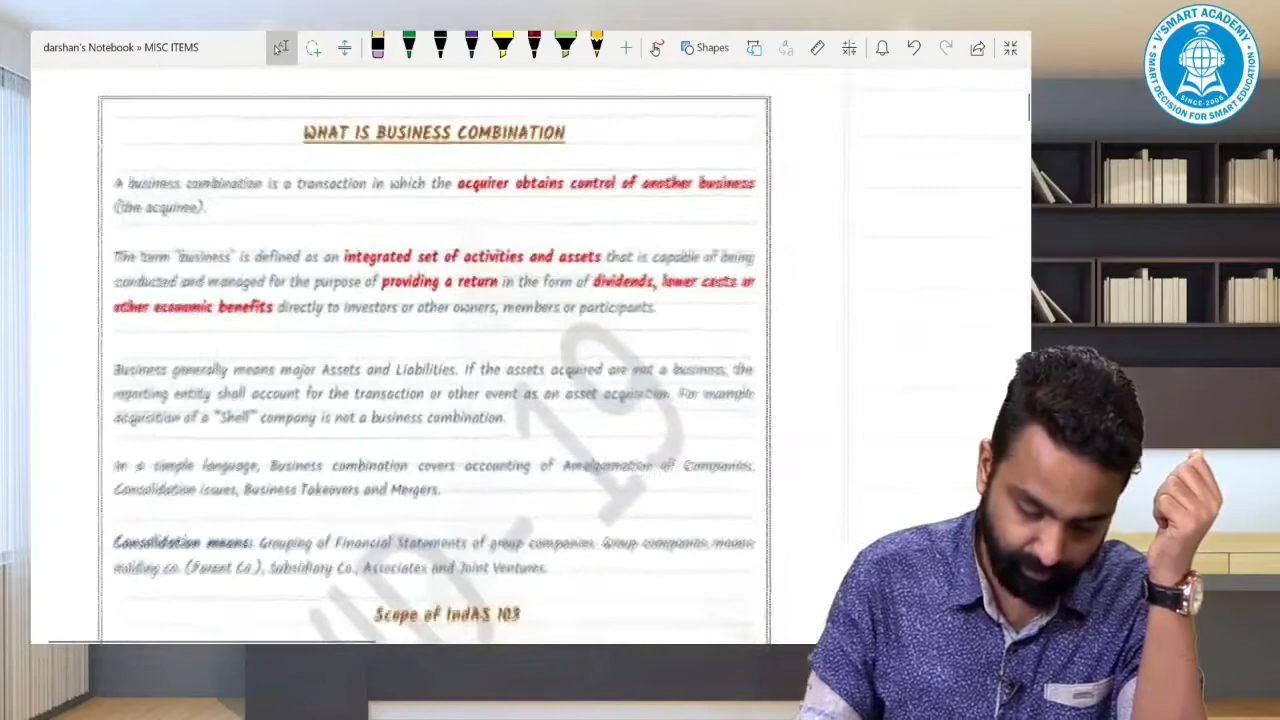 darshan's Notebook » MISC ITEMS
Shapes
V'SMART ACADEMY
SMART DECISION FOR SMART EDUCATION
SINCE-2005
WHAT IS BUSINESS COMBINATION
A business combination is a transaction in which the acquirer obtains control of another business
(the acquiree).
The term 'business' is defined as an integrated set of activities and assets that is capable of being
conducted and managed for the purpose of providing a return in the form of dividends, lower costs or
other economic benefits directly to investors or other owners, members or participants.
Business generally means major Assets and Liabilities. If the assets acquired are not a business, the
reporting entity shall account for the transaction or other event as an asset acquisition. For example
acquisition of a "Shell" company is not a business combination.
In a simple language, Business combination covers accounting of Amalgamation of Companies,
Consolidation issues, Business Takeovers and Mergers.
Consolidation means: Grouping of Financial Statements of group companies. Group companies means
Holding co. (Parent Co.), Subsidiary Co., Associates and Joint Ventures.
Scope of IndAS 103